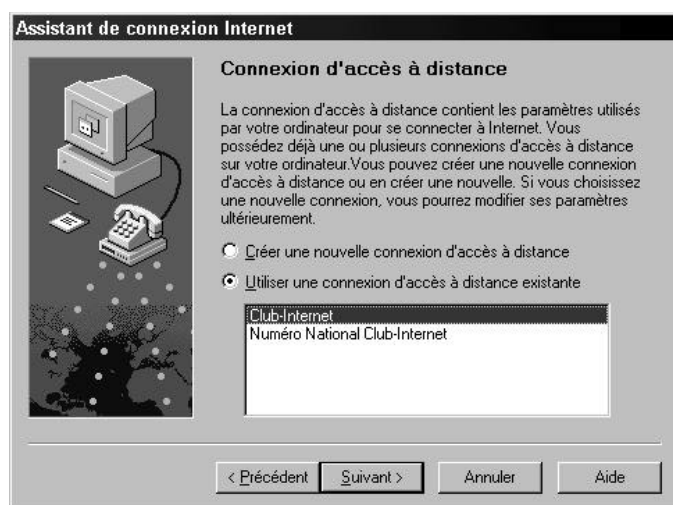 Assistant de connexion Internet
Connexion d'accès à distance
La connexion d'accès à distance contient les paramètres utilisés
par votre ordinateur pour se connecter à Internet. Vous
possédez déjà une ou plusieurs connexions d'accès à distance
sur votre ordinateur.Vous pouvez créer une nouvelle connexion
d'accès à distance ou en créer une nouvelle. Si vous choisissez
une nouvelle connexion, vous pourrez modifier ses paramètres
ultérieurement.
Créer une nouvelle connexion d'accès à distance
Utiliser une connexion d'accès à distance existante
Club-Internet
Numéro National Club-Internet
< Précédent
Suivant >
Annuler
Aide